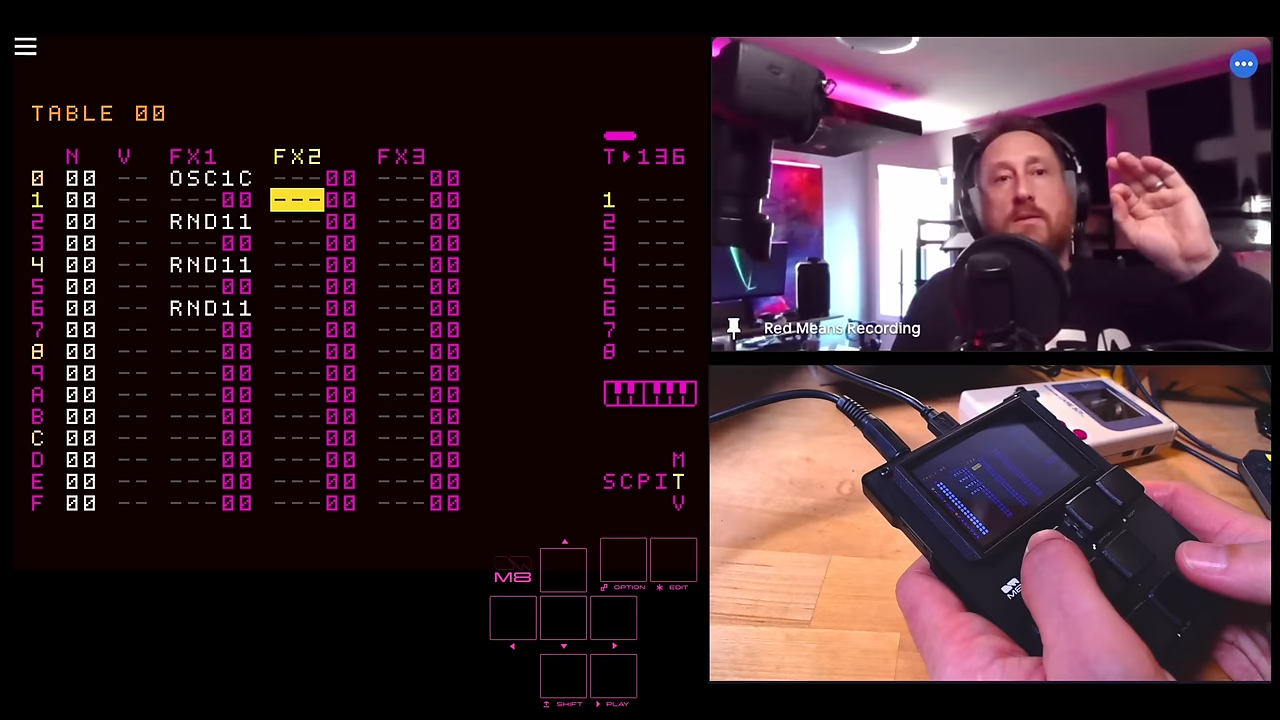 TABLE 00
N V FX1 FX2 FX3
0 00 -- OSC1C ---00 ---00
1 00 -- ---00 ---00 ---00
2 00 -- RND11 ---00 ---00
3 00 -- ---00 ---00 ---00
4 00 -- RND11 ---00 ---00
5 00 -- ---00 ---00 ---00
6 00 -- RND11 ---00 ---00
7 00 -- ---00 ---00 ---00
8 00 -- ---00 ---00 ---00
9 00 -- ---00 ---00 ---00
A 00 -- ---00 ---00 ---00
B 00 -- ---00 ---00 ---00
C 00 -- ---00 ---00 ---00
D 00 -- ---00 ---00 ---00
E 00 -- ---00 ---00 ---00
F 00 -- ---00 ---00 ---00
T 136
1 ---
2 ---
3 ---
4 ---
5 ---
6 ---
7 ---
8 ---
M
SCPIT
V
M8
OPTION
EDIT
SHIFT
PLAY
Red Means Recording